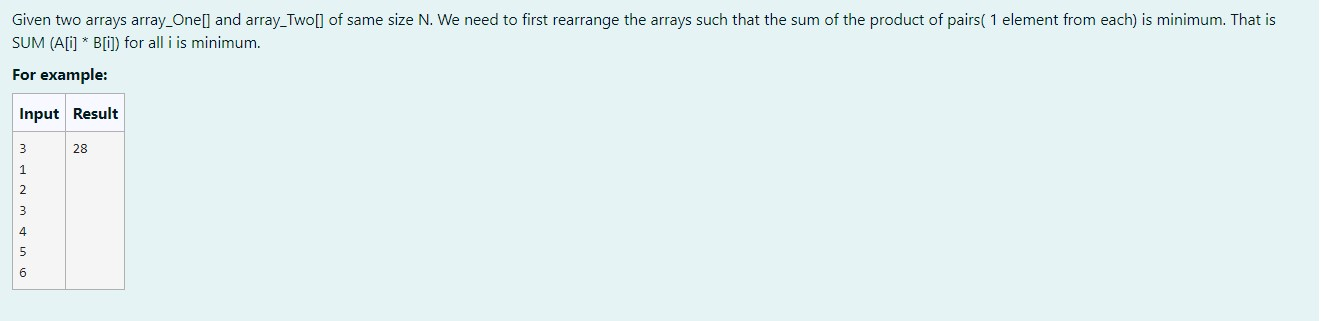 Given two arrays array_One[] and array_Two[] of same size N. We need to first rearrange the arrays such that the sum of the product of pairs( 1 element from each) is minimum. That is
SUM (A[i] * B[i]) for all i is minimum.
For example:
Input Result
3 28
1
2
3
4
5
6